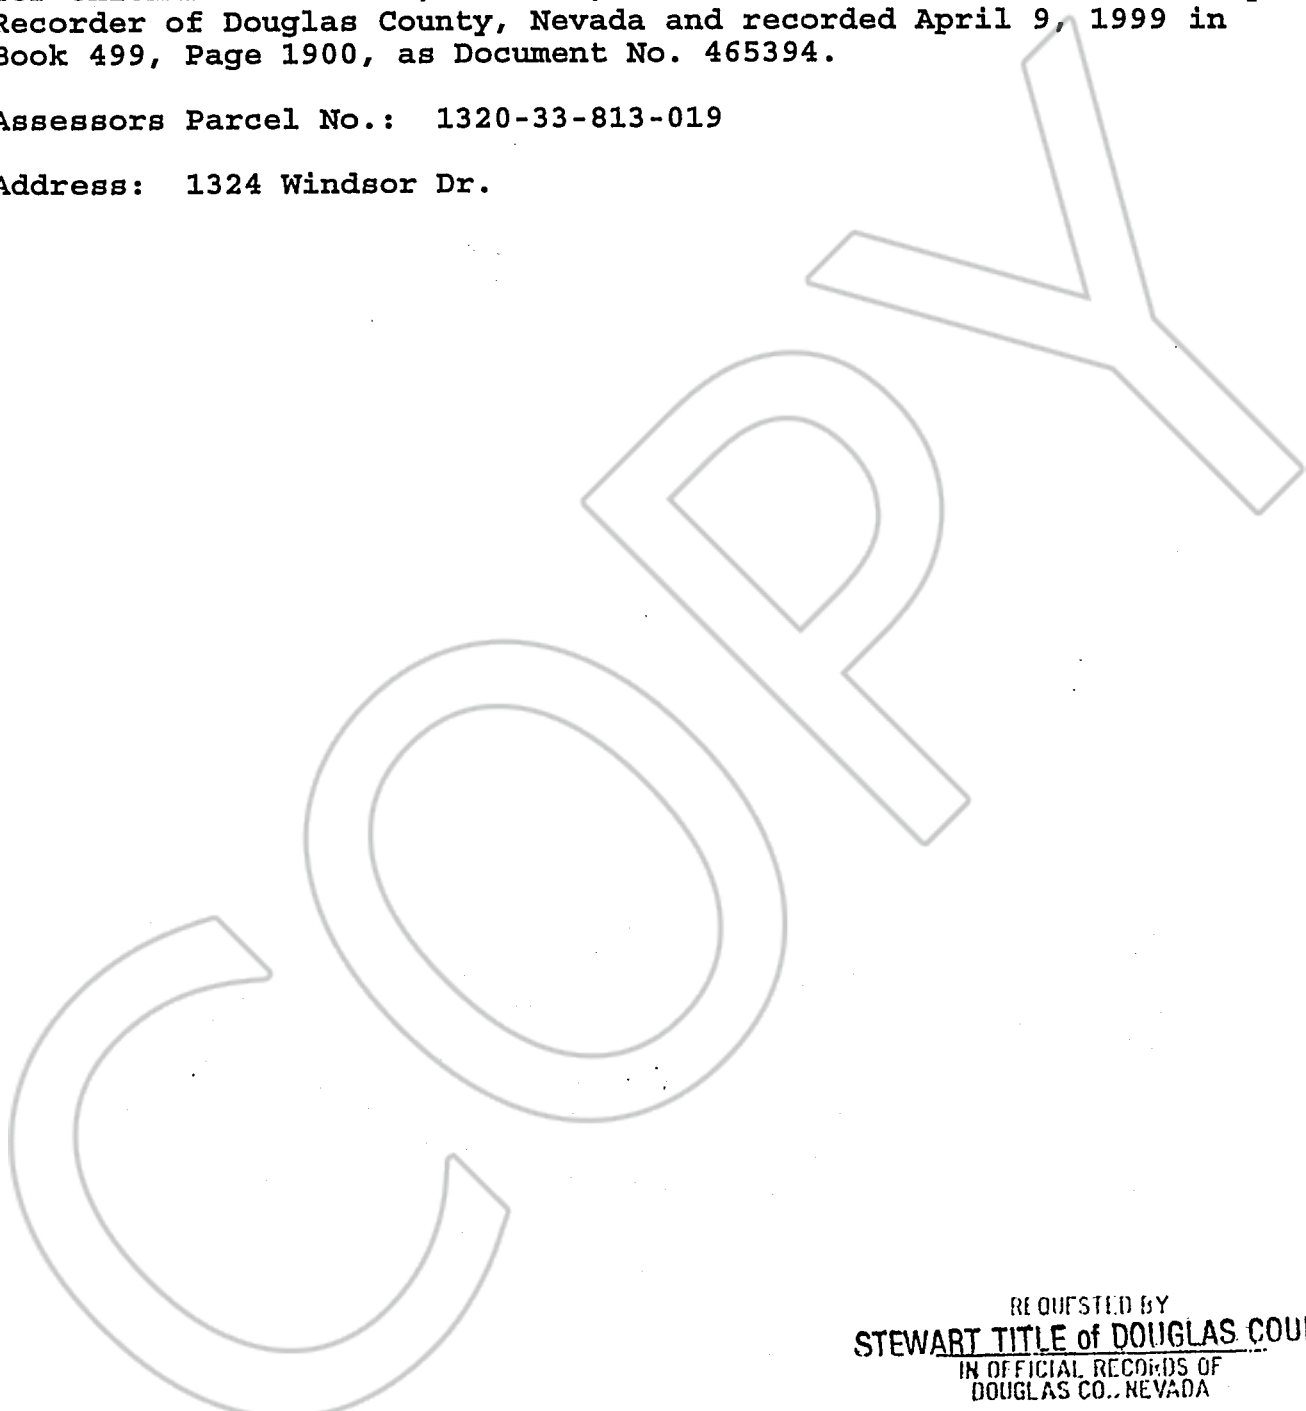 Recorder of Douglas County, Nevada and recorded April 9, 1999 in
Book 499, Page 1900, as Document No. 465394.
Assessors Parcel No.: 1320-33-813-019
Address: 1324 Windsor Dr.
COPY
REQUESTED BY
STEWART TITLE of DOUGLAS COU
IN OFFICIAL RECORDS OF
DOUGLAS CO., NEVADA